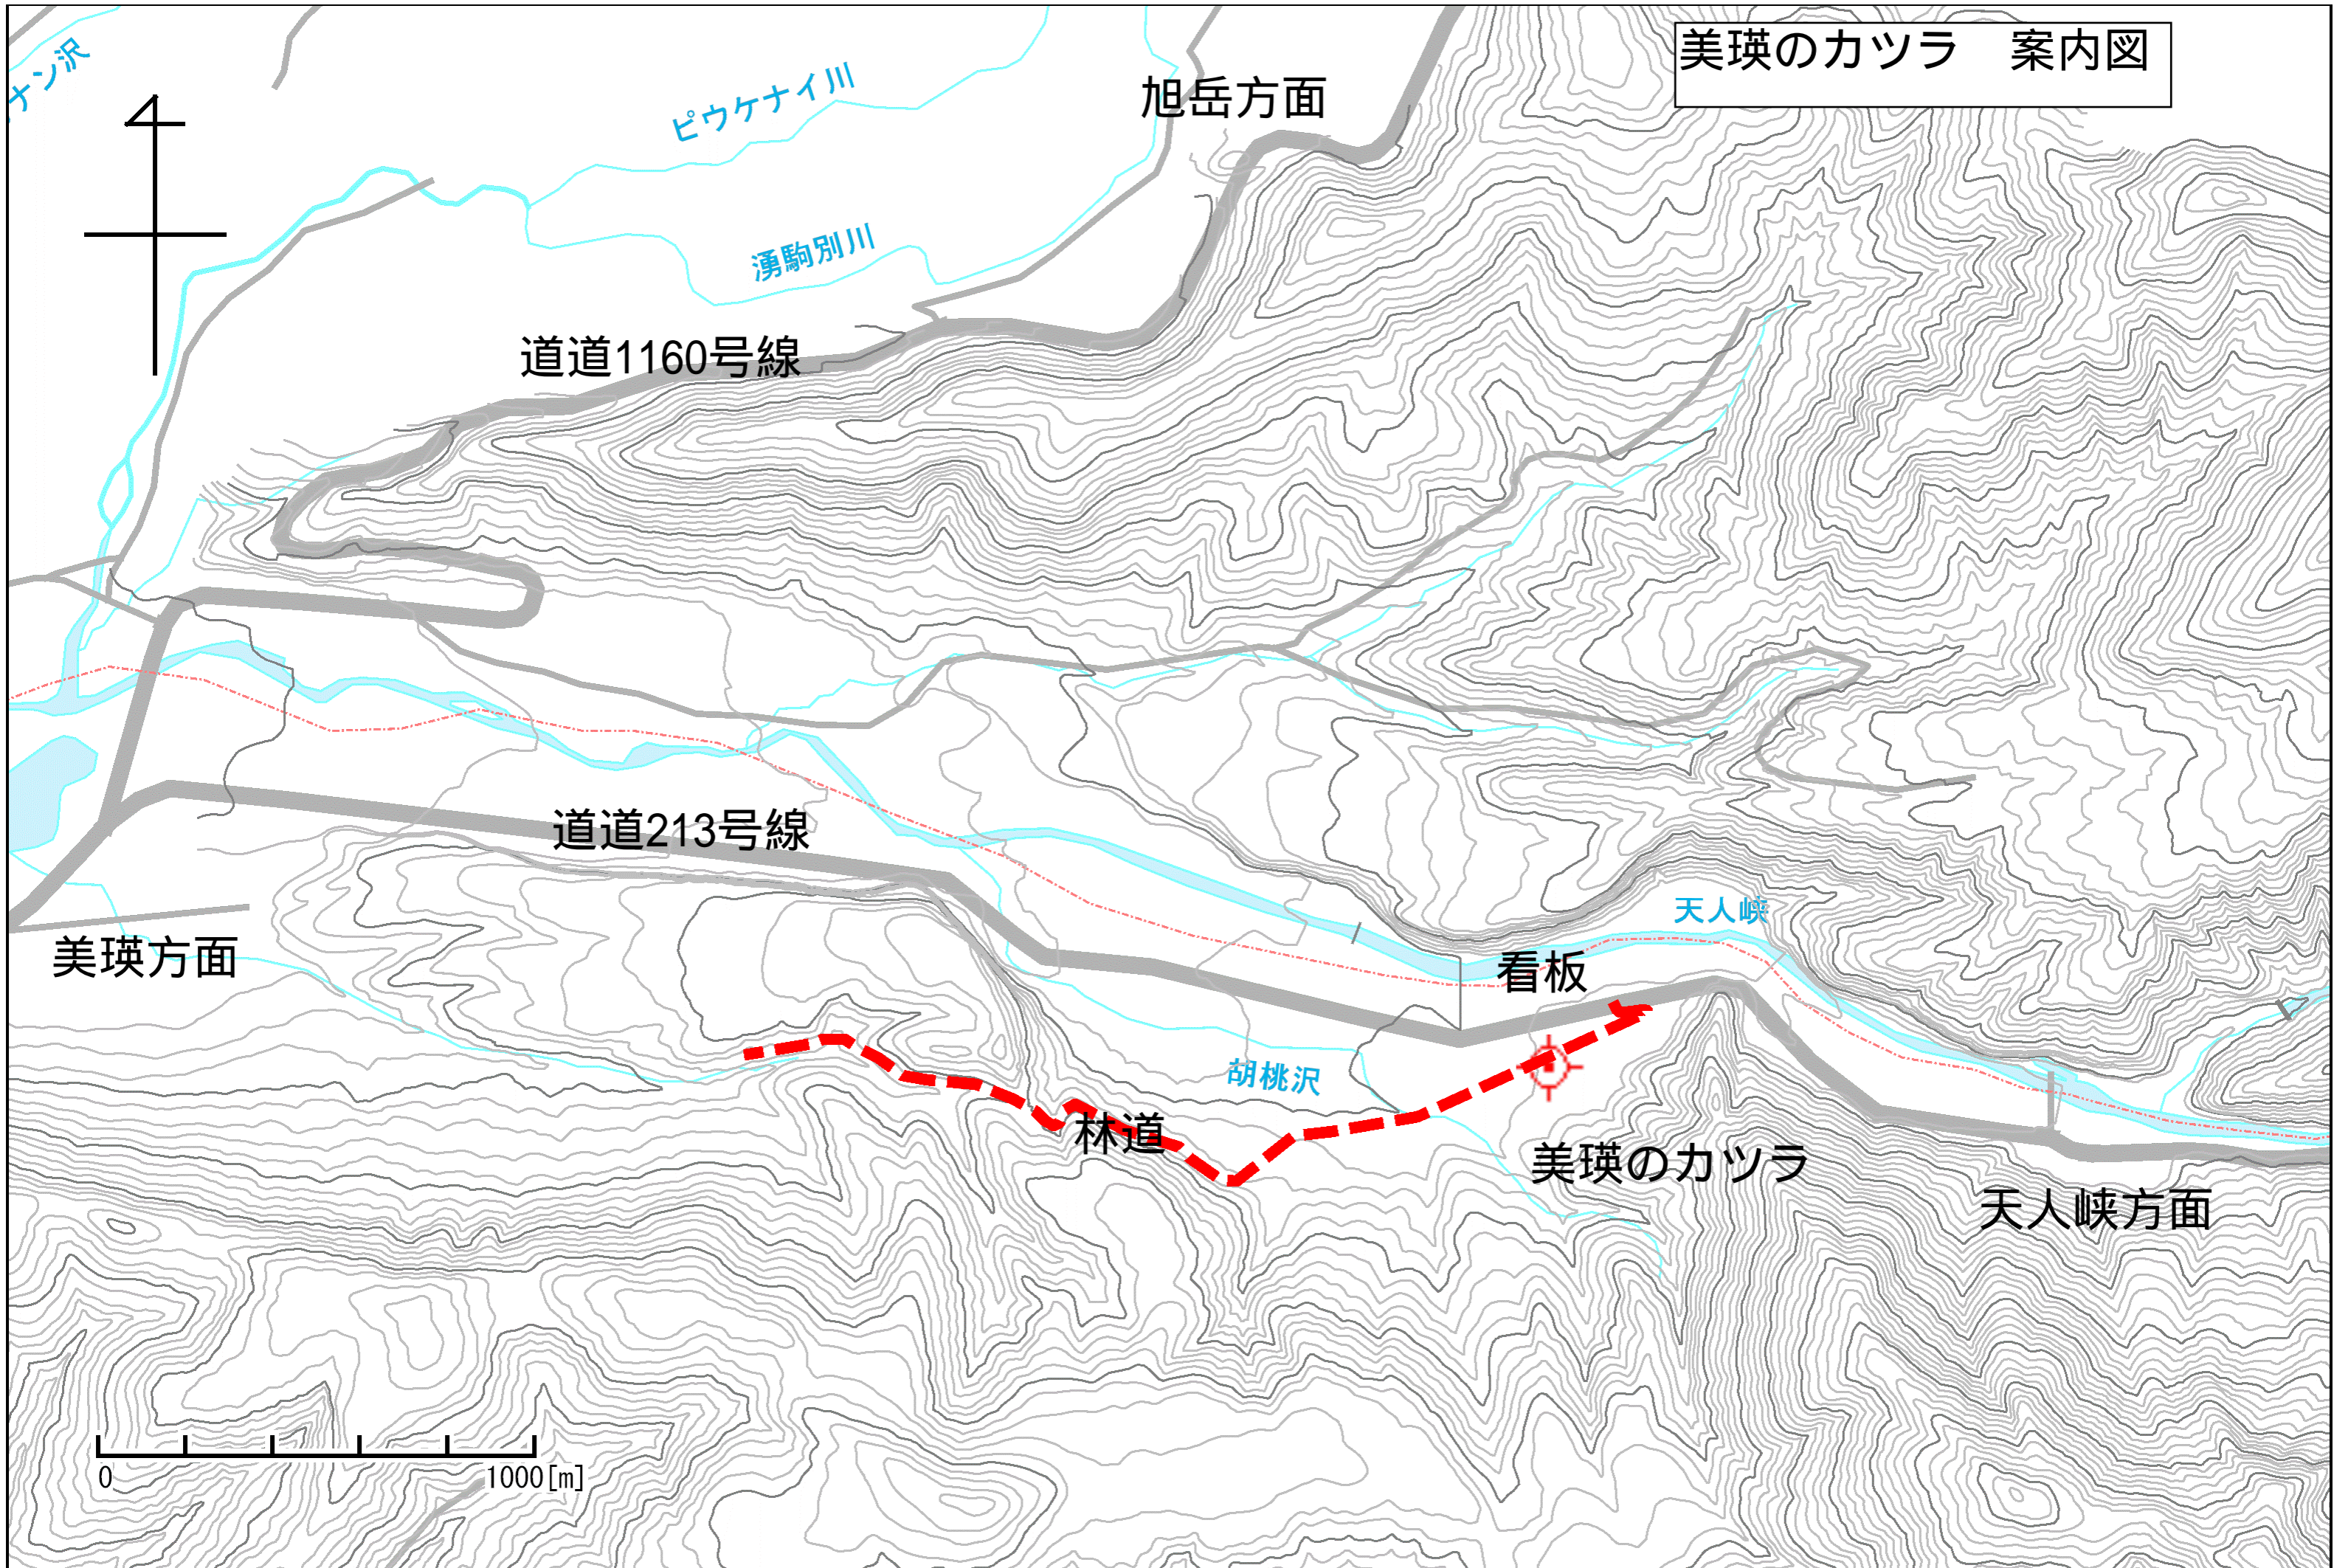 美瑛のカツラ　案内図
ナン沢
ピウケナイ川
旭岳方面
湧駒別川
道道1160号線
道道213号線
天人峡
美瑛方面
看板
胡桃沢
林道
美瑛のカツラ
天人峡方面
0
1000[m]